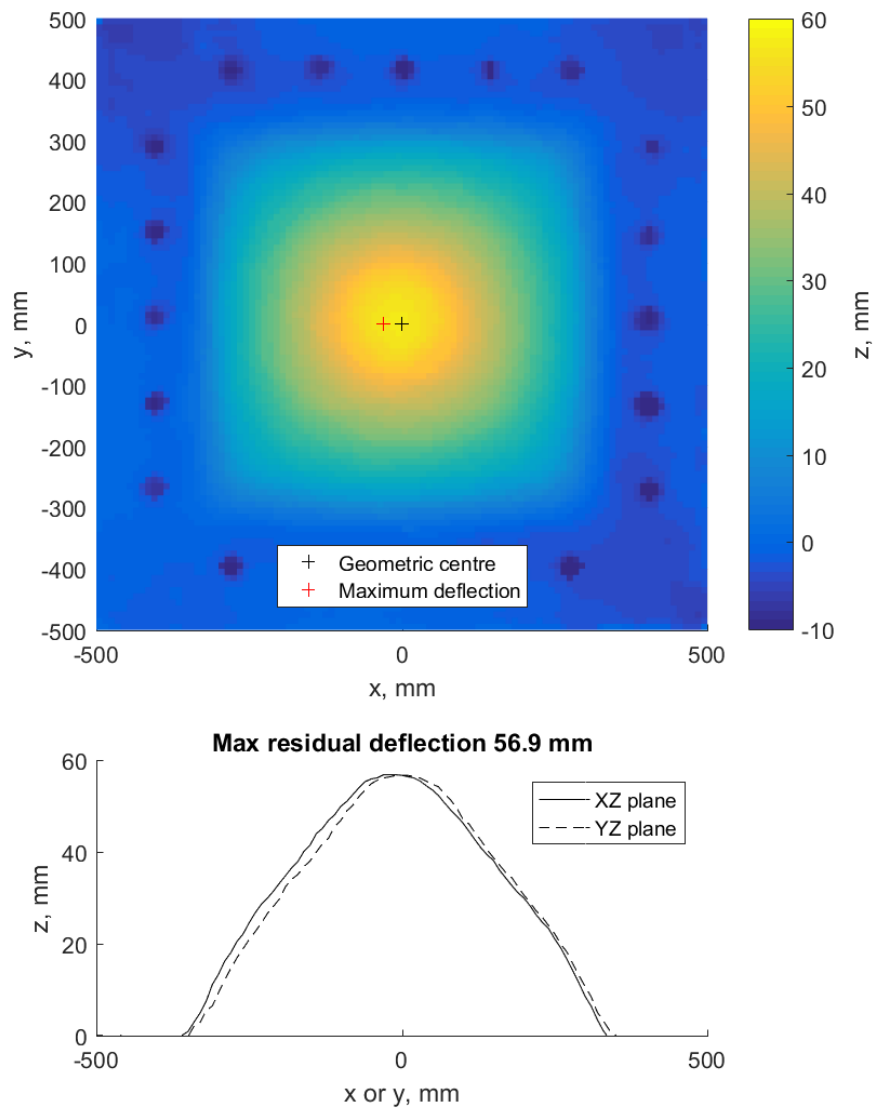 500
400
300
200
100
0
-100
-200
-300
-400
-500
y, mm
-500
0
500
x, mm
Geometric centre
Maximum deflection
60
50
40
30
20
10
0
-10
z, mm
Max residual deflection 56.9 mm
60
40
20
0
z, mm
XZ plane
YZ plane
-500
0
500
x or y, mm